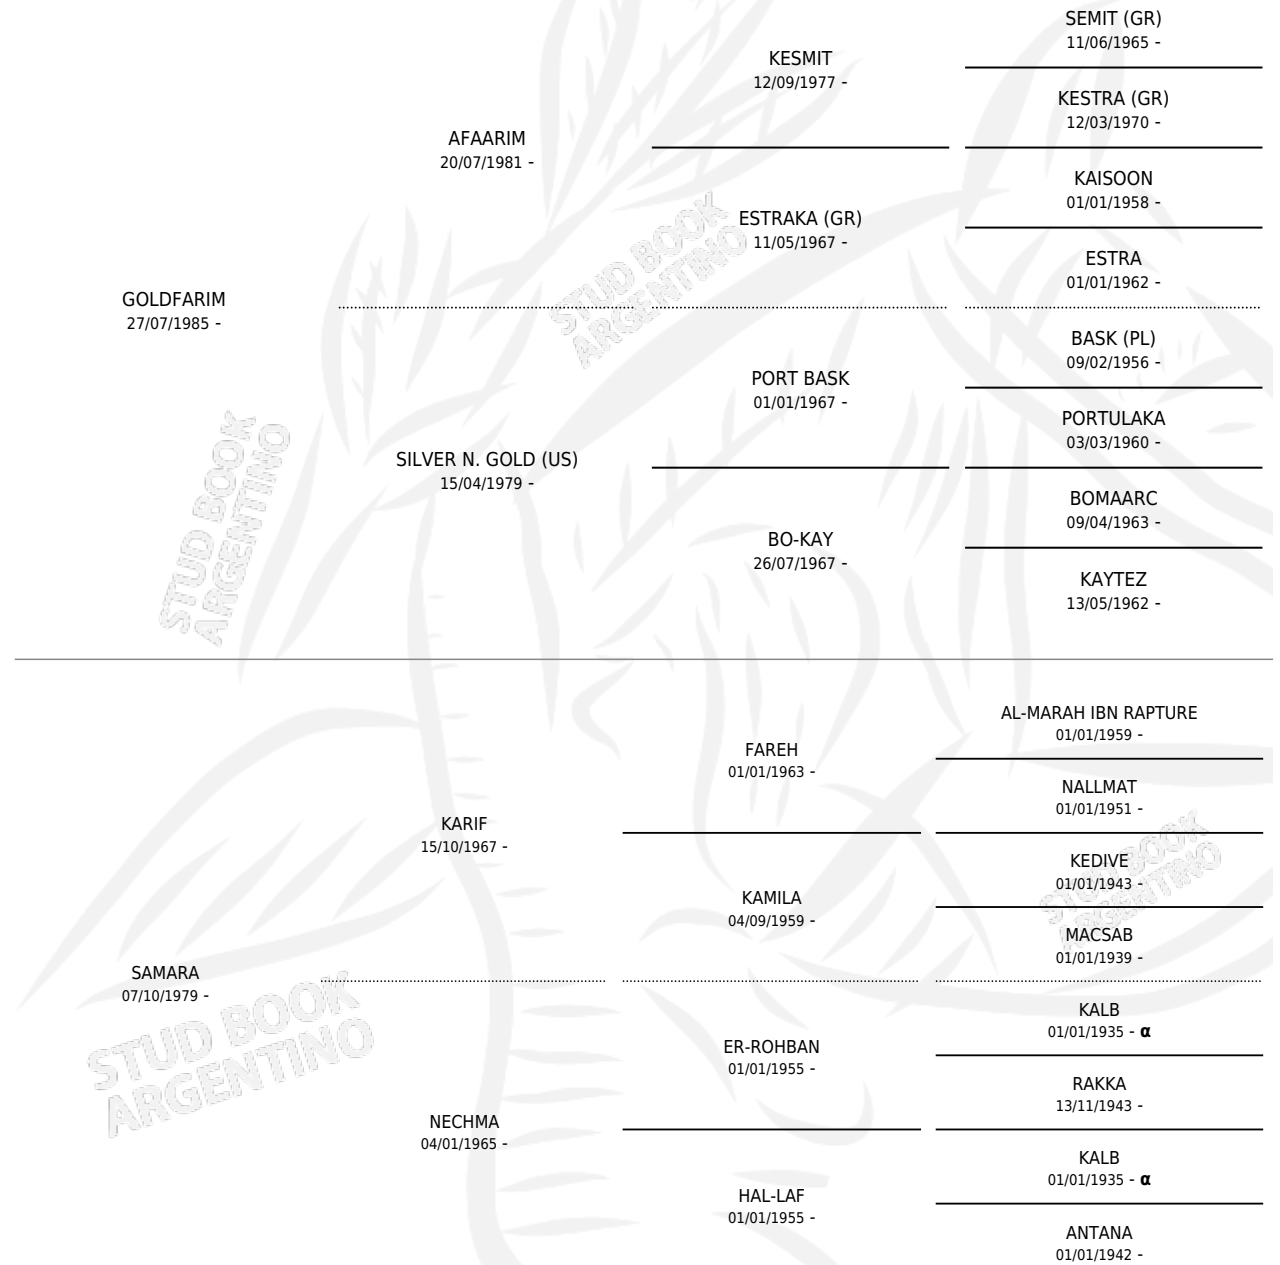 SEMIT (GR)
11/06/1965 -
KESMIT
12/09/1977 -
KESTRA (GR)
12/03/1970 -
AFAARIM
20/07/1981 -
KAISOON
01/01/1958 -
ESTRAKA (GR)
11/05/1967 -
ESTRA
01/01/1962 -
GOLDFARIM
27/07/1985 -
BASK (PL)
09/02/1956 -
PORT BASK
01/01/1967 -
PORTULAKA
03/03/1960 -
SILVER N. GOLD (US)
15/04/1979 -
BOMAARC
09/04/1963 -
BO-KAY
26/07/1967 -
KAYTEZ
13/05/1962 -
AL-MARAH IBN RAPTURE
01/01/1959 -
FAREH
01/01/1963 -
NALLMAT
01/01/1951 -
KARIF
15/10/1967 -
KEDIVE
01/01/1943 -
KAMILA
04/09/1959 -
MACSAB
01/01/1939 -
SAMARA
07/10/1979 -
KALB
01/01/1935 - α
ER-ROHBAN
01/01/1955 -
RAKKA
13/11/1943 -
NECHMA
04/01/1965 -
KALB
01/01/1935 - α
HAL-LAF
01/01/1955 -
ANTANA
01/01/1942 -
STUD BOOK
ARGENTINO
STUD BOOK
ARGENTINO
STUD BOOK
ARGENTINO
STUD BOOK
ARGENTINO